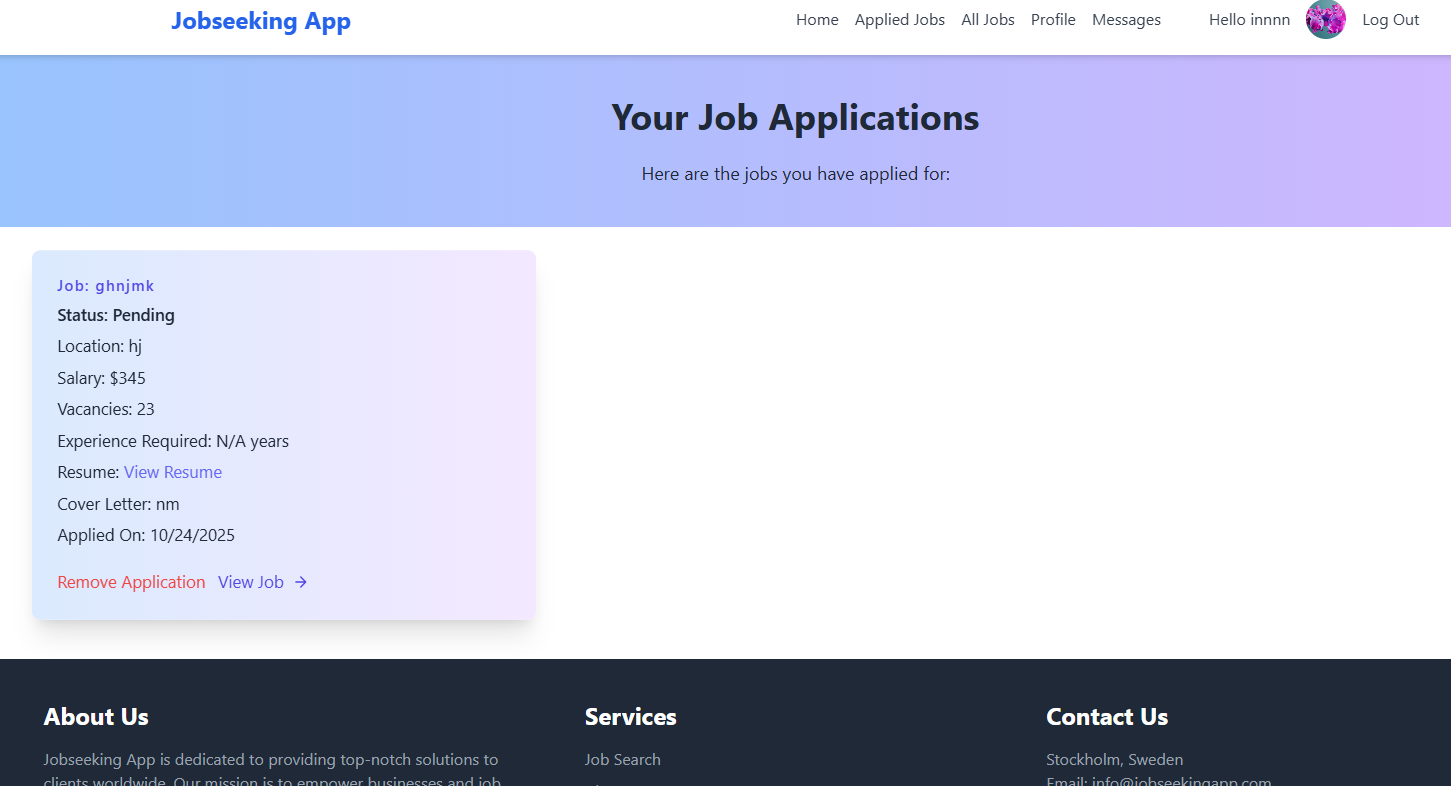 Jobseeking App
Home Applied Jobs All Jobs Profile Messages Hello innnn Log Out
Your Job Applications
Here are the jobs you have applied for:
Job: ghnjmk
Status: Pending
Location: hj
Salary: $345
Vacancies: 23
Experience Required: N/A years
Resume: View Resume
Cover Letter: nm
Applied On: 10/24/2025
Remove Application View Job →
About Us
Jobseeking App is dedicated to providing top-notch solutions to
clients worldwide. Our mission is to empower businesses and job
Services
Job Search
Contact Us
Stockholm, Sweden
Email: info@jobseekingapp.com